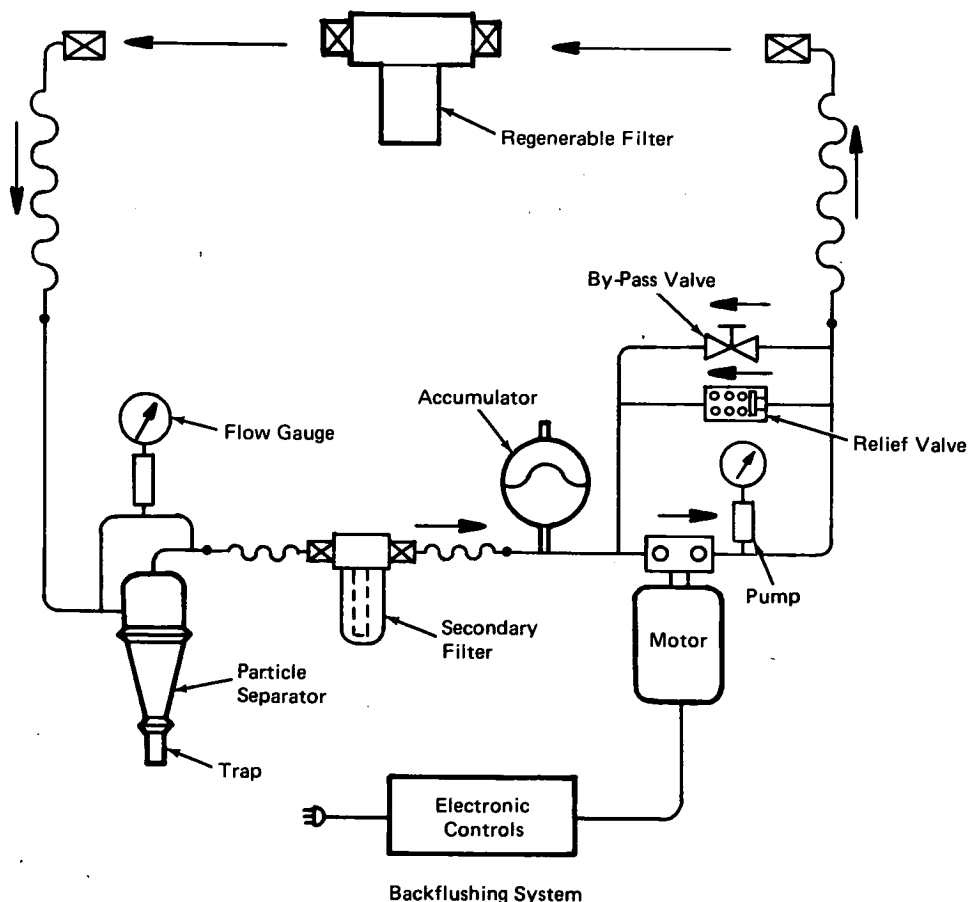 Regenerable Filter
By-Pass Valve
Accumulator
Flow Gauge
Relief Valve
Pump
Secondary
Filter
Motor
Particle
Separator
Trap
Electronic
Controls
Backflushing System